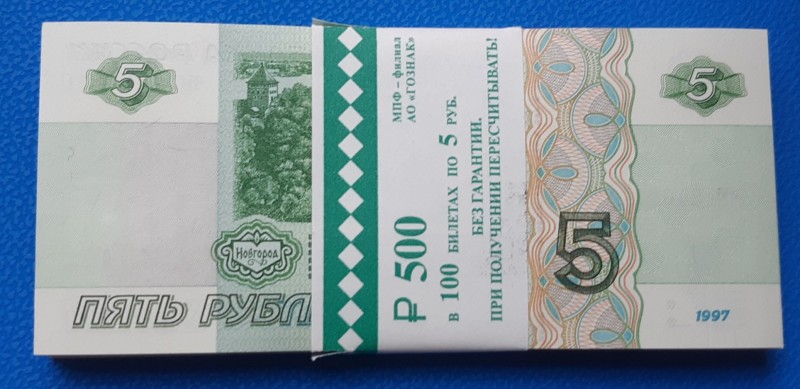 5
5
Новгород
ПЯТЬ РУБЛ
5
1997
МПФ – филиал
АО «ГОЗНАК»
₽ 500
в 100 БИЛЕТАХ ПО 5 РУБ.
БЕЗ ГАРАНТИИ.
ПРИ ПОЛУЧЕНИИ ПЕРЕСЧИТЫВАТЬ!